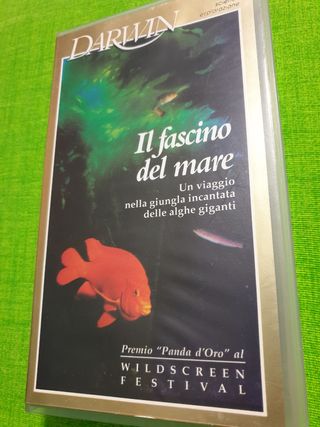 DARWIN
esplorazione
Il fascino
del mare
Un viaggio
nella giungla incantata
delle alghe giganti
Premio "Panda d'Oro" al
WILDSCREEN
FESTIVAL